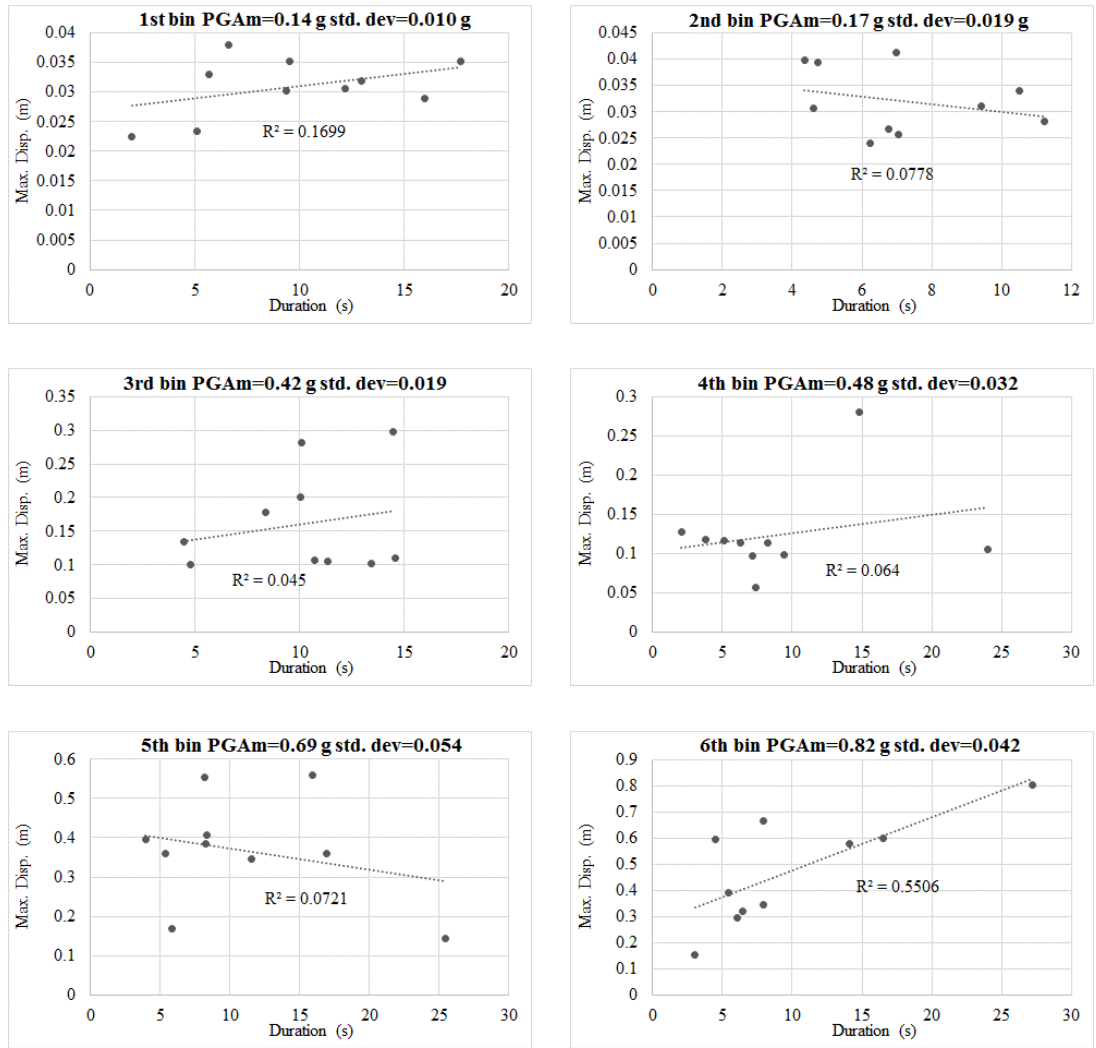 1st bin PGAm=0.14 g std. dev=0.010 g
Max. Disp. (m)
0.04
0.035
0.03
0.025
0.02
0.015
0.01
0.005
0
R² = 0.1699
0 5 10 15 20
Duration (s)
2nd bin PGAm=0.17 g std. dev=0.019 g
Max. Disp. (m)
0.045
0.04
0.035
0.03
0.025
0.02
0.015
0.01
0.005
0
R² = 0.0778
0 2 4 6 8 10 12
Duration (s)
3rd bin PGAm=0.42 g std. dev=0.019
Max. Disp. (m)
0.35
0.3
0.25
0.2
0.15
0.1
0.05
0
R² = 0.045
0 5 10 15 20
Duration (s)
4th bin PGAm=0.48 g std. dev=0.032
Max. Disp. (m)
0.3
0.25
0.2
0.15
0.1
0.05
0
R² = 0.064
0 5 10 15 20 25 30
Duration (s)
5th bin PGAm=0.69 g std. dev=0.054
Max. Disp. (m)
0.6
0.5
0.4
0.3
0.2
0.1
0
R² = 0.0721
0 5 10 15 20 25 30
Duration (s)
6th bin PGAm=0.82 g std. dev=0.042
Max. Disp. (m)
0.9
0.8
0.7
0.6
0.5
0.4
0.3
0.2
0.1
0
R² = 0.5506
0 5 10 15 20 25 30
Duration (s)